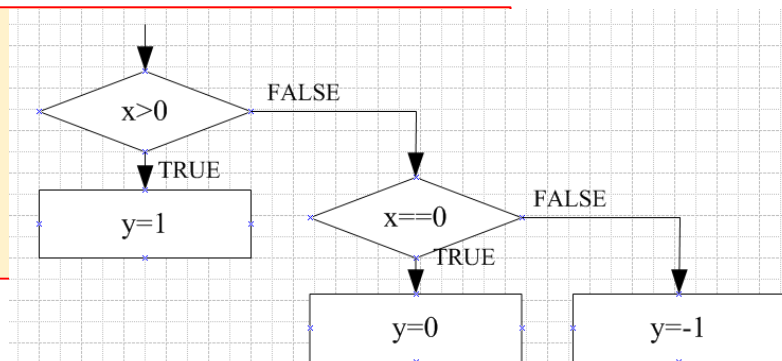 x>0
FALSE
TRUE
y=1
x==0
FALSE
TRUE
y=0
y=-1